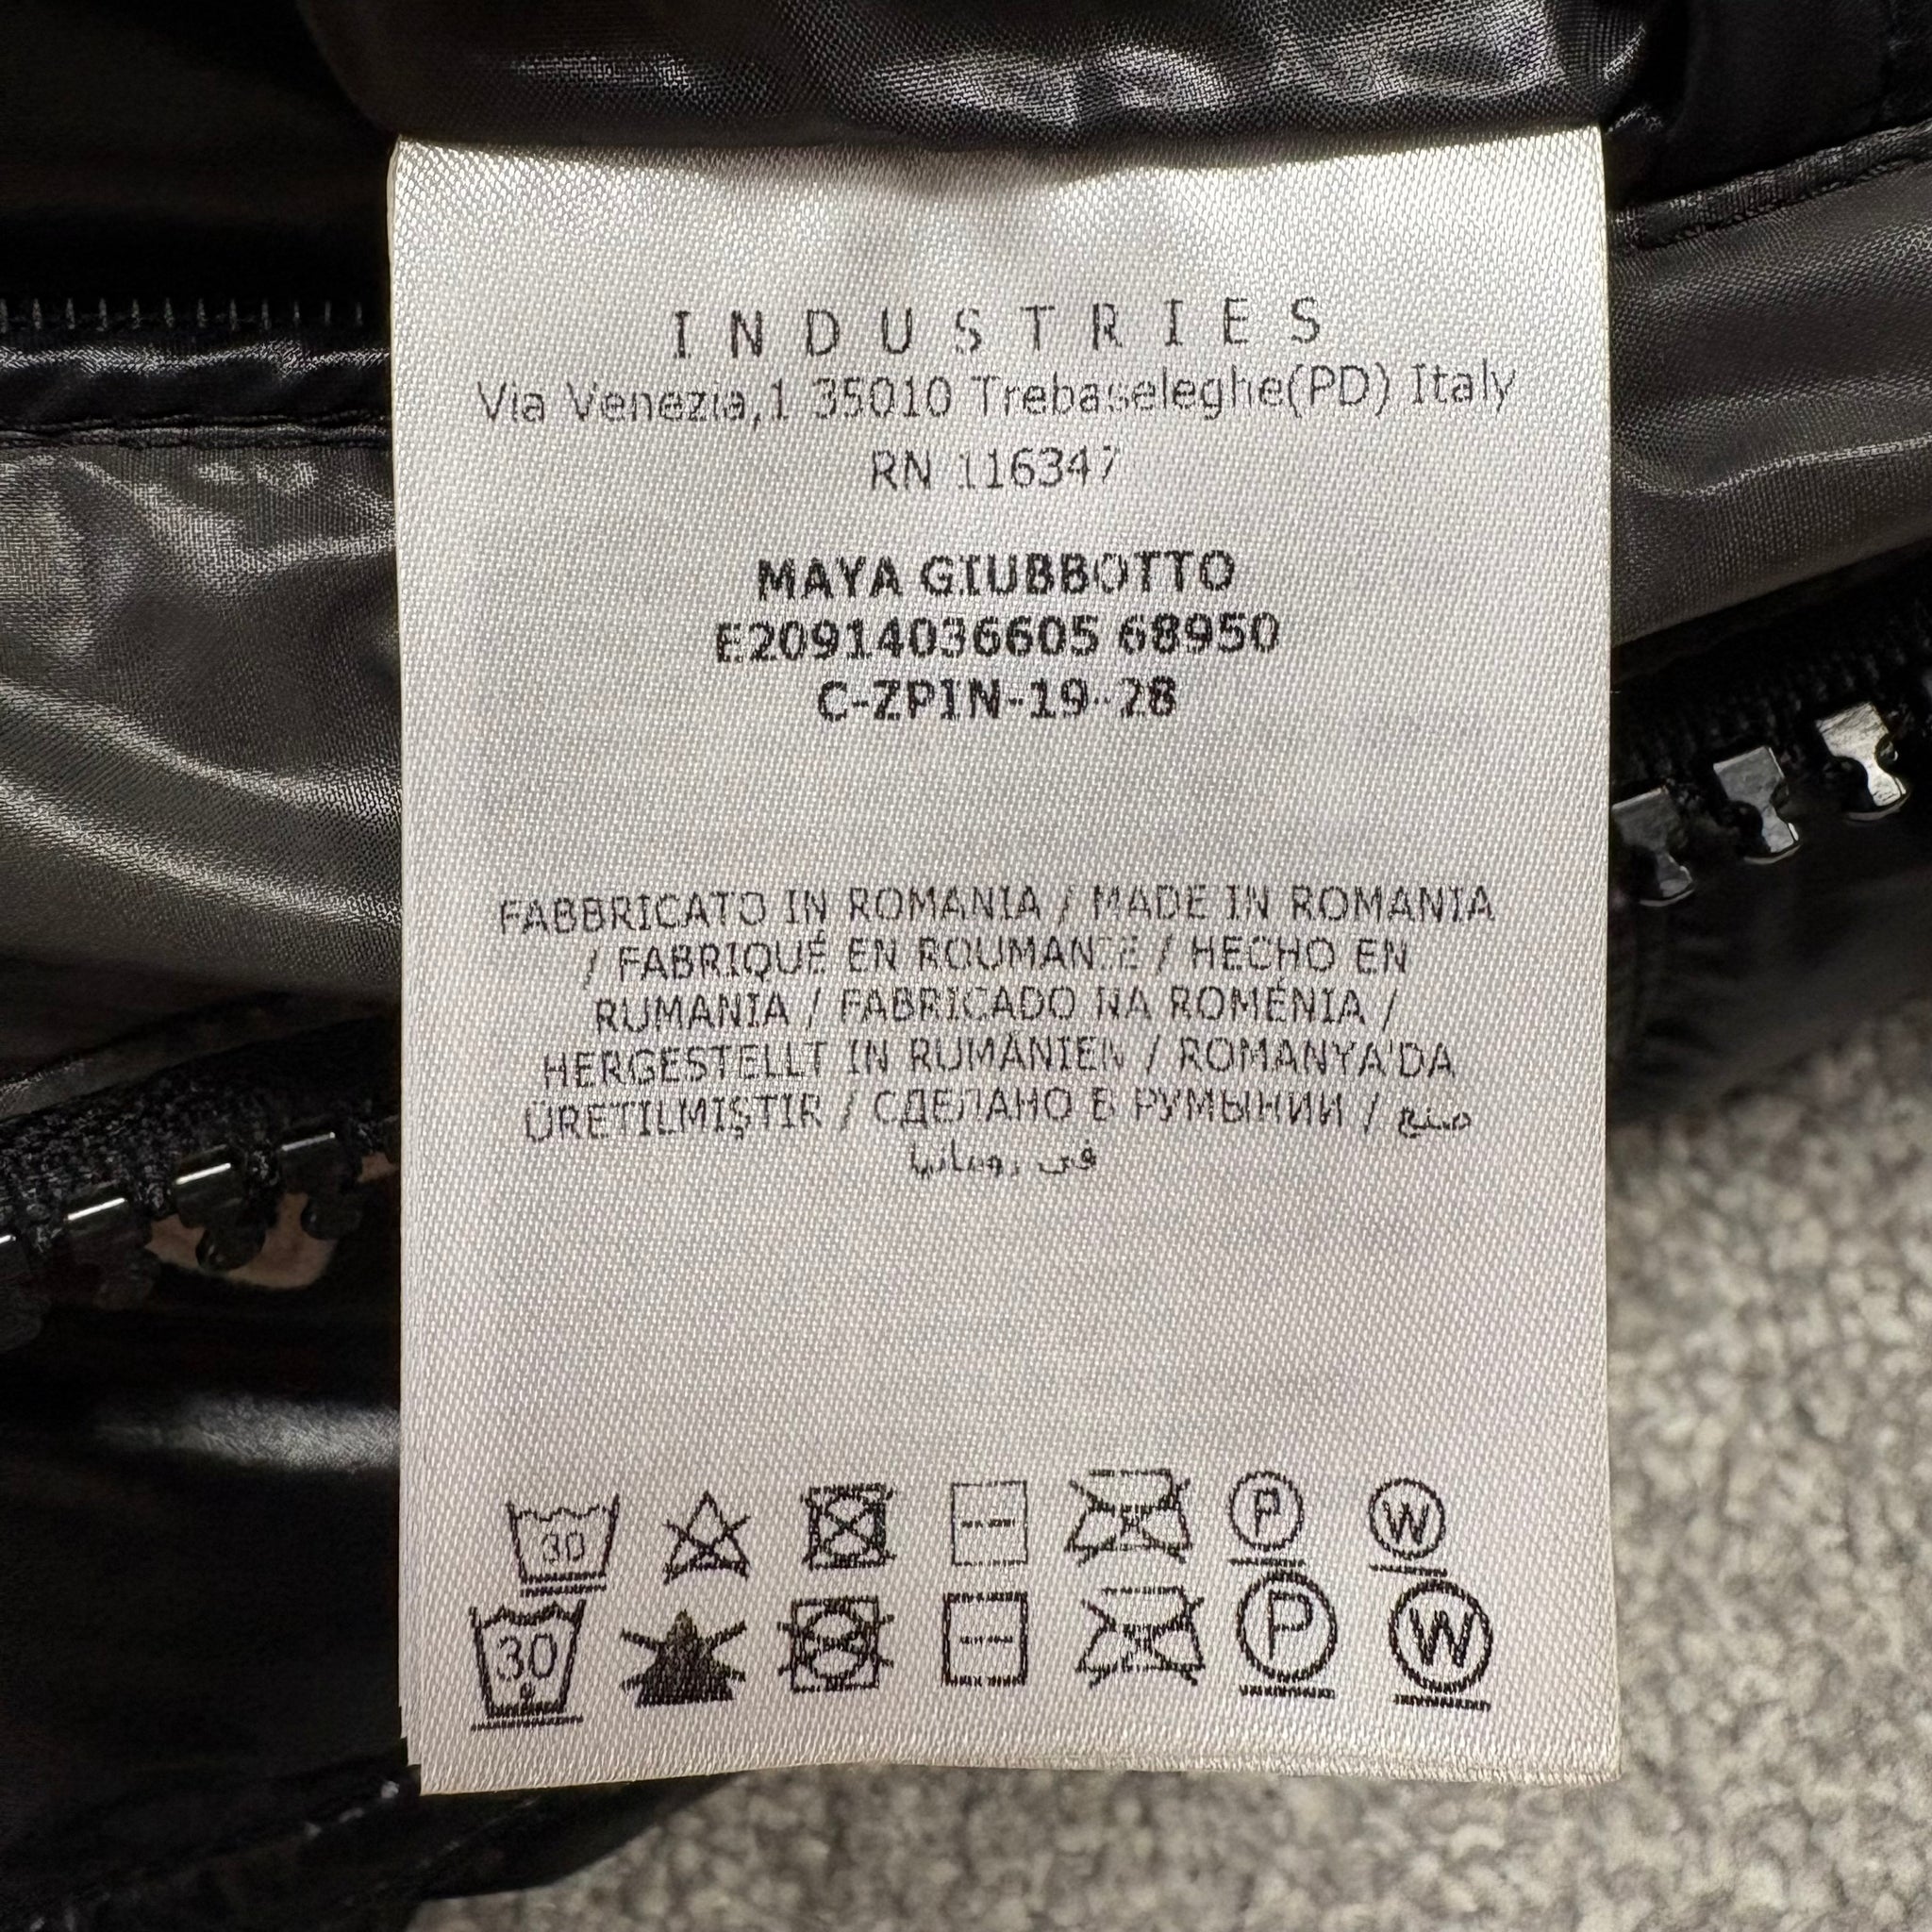 INDUSTRIES
Via Venezia,1 35010 Trebaseleghe(PD) Italy
RN 116347
MAYA GIUBBOTTO
E20914036605 68950
C-ZPIN-19-28
FABBRICATO IN ROMANIA / MADE IN ROMANIA
/ FABRIQUÉ EN ROUMANIE / HECHO EN
RUMANIA / FABRICADO NA ROMÉNIA /
HERGESTELLT IN RUMÄNIEN / ROMANYA'DA
ÜRETILMIŞTIR / СДЕЛАНО В РУМЫНИИ / صنع
في رومانيا
30 P W
30 P W